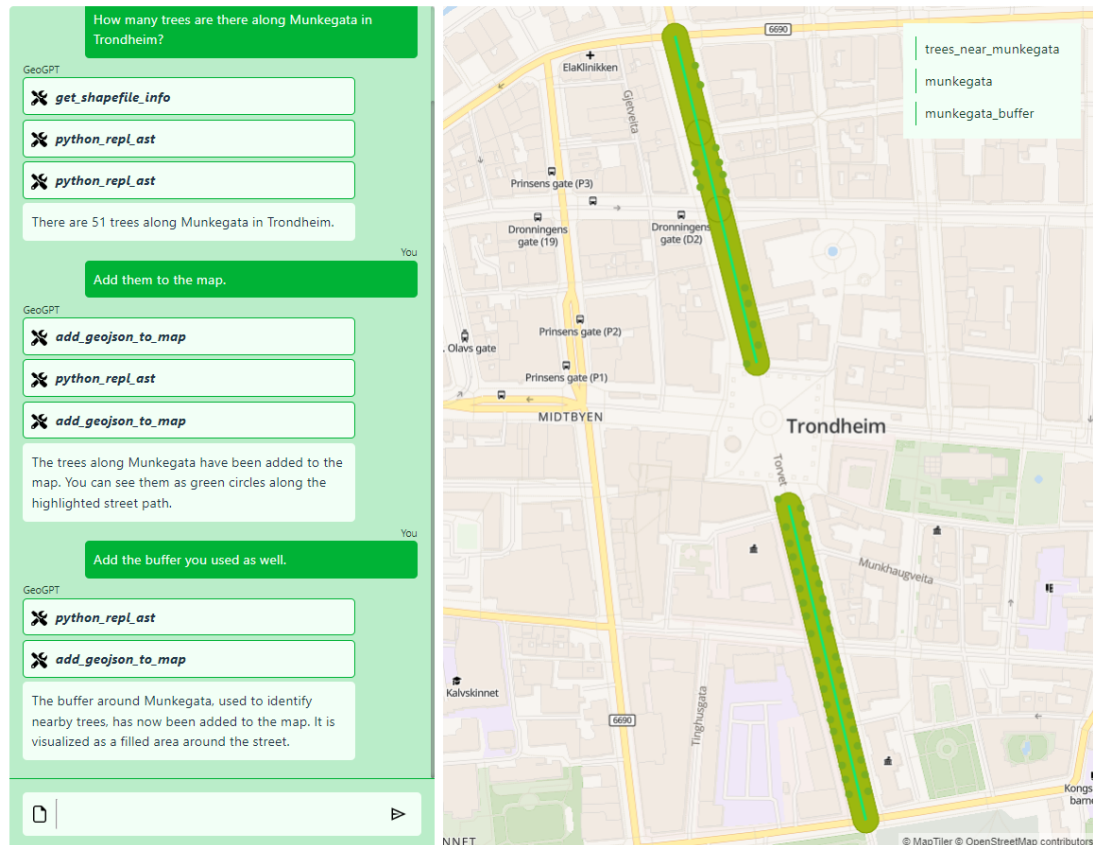 How many trees are there along Munkegata in
Trondheim?
GeoGPT
get_shapefile_info
python_repl_ast
python_repl_ast
There are 51 trees along Munkegata in Trondheim.
You
Add them to the map.
GeoGPT
add_geojson_to_map
python_repl_ast
add_geojson_to_map
The trees along Munkegata have been added to the
map. You can see them as green circles along the
highlighted street path.
You
Add the buffer you used as well.
GeoGPT
python_repl_ast
add_geojson_to_map
The buffer around Munkegata, used to identify
nearby trees, has now been added to the map. It is
visualized as a filled area around the street.
6690
trees_near_munkegata
munkegata
munkegata_buffer
ElaKlinikken
Gjetveita
Prinsens gate (P3)
Dronningens
gate (19)
Dronningens
gate (D2)
Prinsens gate (P2)
. Olavs gate
Prinsens gate (P1)
MIDTBYEN
Trondheim
Torvet
Munkhaugveita
Kalvskinnet
Tinghusgata
6690
Kongs
barne
NNET
© MapTiler © OpenStreetMap contributors